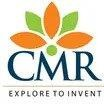 CMR
EXPLORE TO INVENT